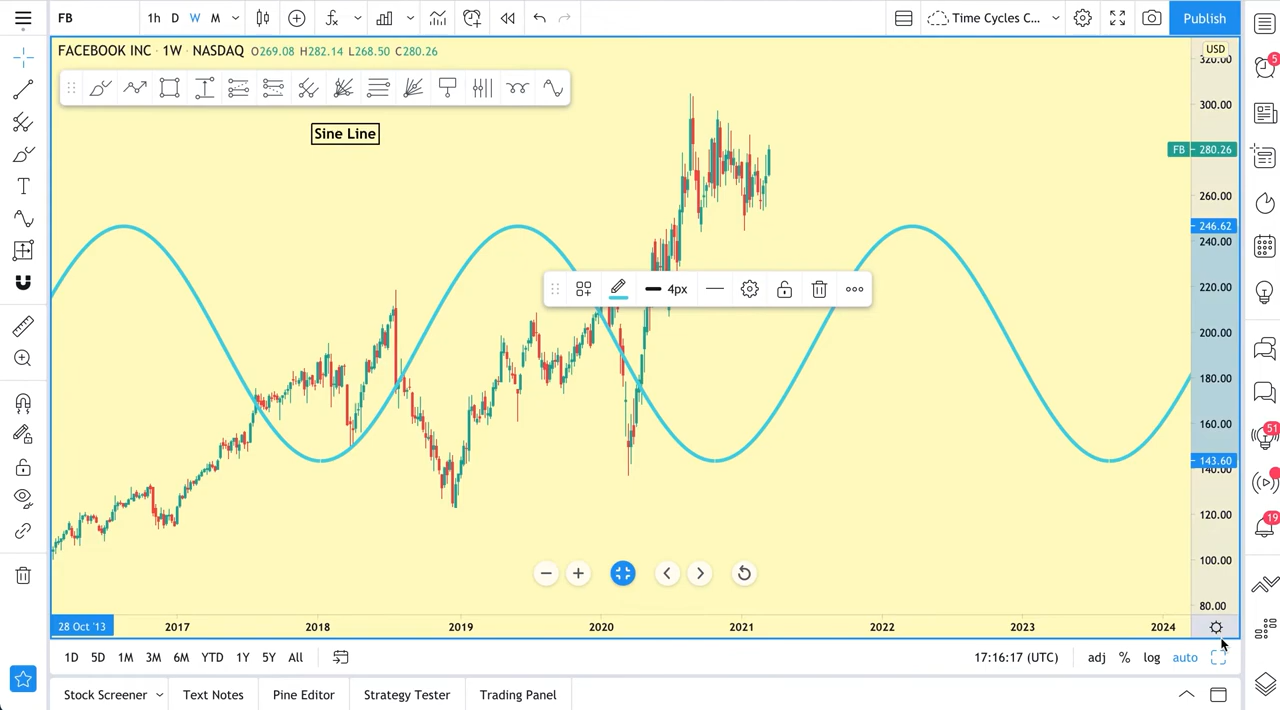 FB
1h D W M
Time Cycles C...
Publish
FACEBOOK INC · 1W · NASDAQ O269.08 H282.14 L268.50 C280.26
USD
320.00
5
Sine Line
300.00
FB 280.26
260.00
246.62
240.00
4px
220.00
200.00
180.00
160.00
51
143.60
140.00
120.00
19
100.00
80.00
28 Oct '13 2017 2018 2019 2020 2021 2022 2023 2024
1D 5D 1M 3M 6M YTD 1Y 5Y All
17:16:17 (UTC) adj % log auto
Stock Screener Text Notes Pine Editor Strategy Tester Trading Panel